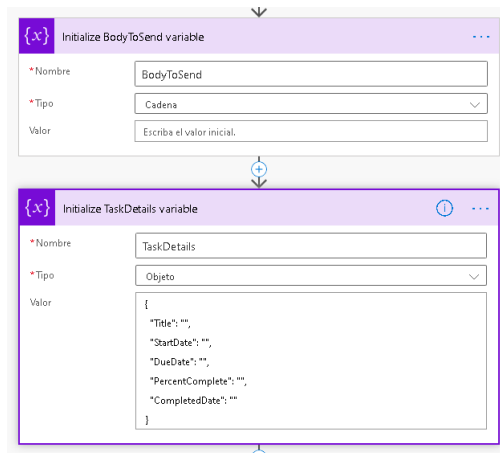 {x} Initialize BodyToSend variable ...
*Nombre BodyToSend
*Tipo Cadena
Valor Escriba el valor inicial.
{x} Initialize TaskDetails variable ...
*Nombre TaskDetails
*Tipo Objeto
Valor {
"Title": "",
"StartDate": "",
"DueDate": "",
"PercentComplete": "",
"CompletedDate": ""
}